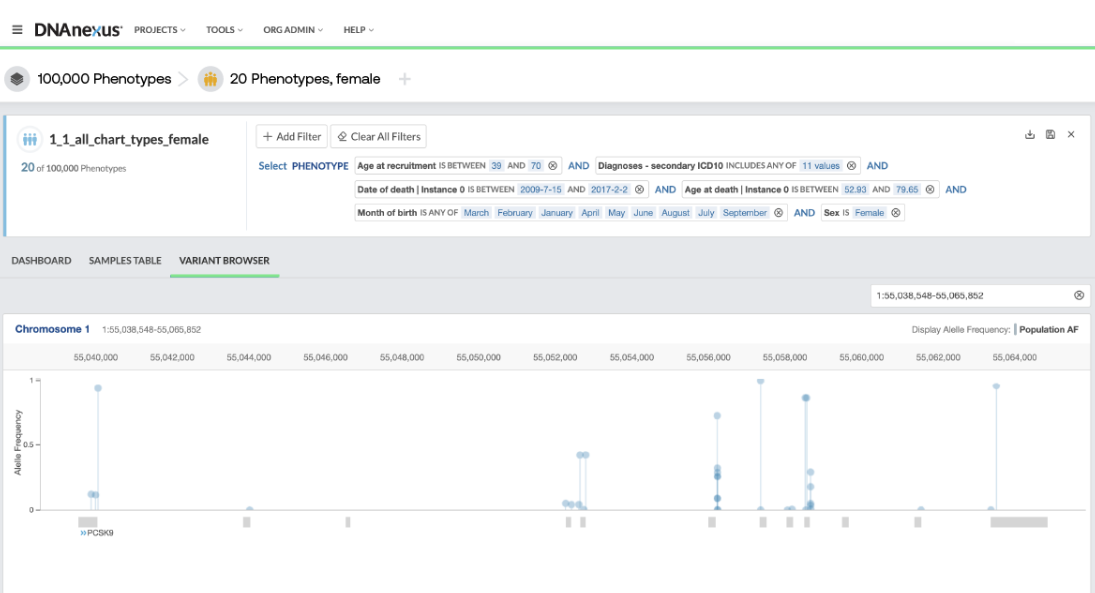 DNAnexus PROJECTS TOOLS ORG ADMIN HELP
100,000 Phenotypes 20 Phenotypes, female
1_1_all_chart_types_female
20 of 100,000 Phenotypes
+ Add Filter Clear All Filters
Select PHENOTYPE Age at recruitment IS BETWEEN 39 AND 70 AND Diagnoses - secondary ICD10 INCLUDES ANY OF 11 values AND
Date of death | Instance 0 IS BETWEEN 2009-7-15 AND 2017-2-2 AND Age at death | Instance 0 IS BETWEEN 52.93 AND 79.65 AND
Month of birth IS ANY OF March February January April May June August July September AND Sex IS Female
DASHBOARD SAMPLES TABLE VARIANT BROWSER
1:55,038,548-55,065,852
Chromosome 1 1:55,038,548-55,065,852 Display Alelle Frequency: Population AF
55,040,000 55,042,000 55,044,000 55,046,000 55,048,000 55,050,000 55,052,000 55,054,000 55,056,000 55,058,000 55,060,000 55,062,000 55,064,000
1
Alelle Frequency
0.5
0
»PCSK9